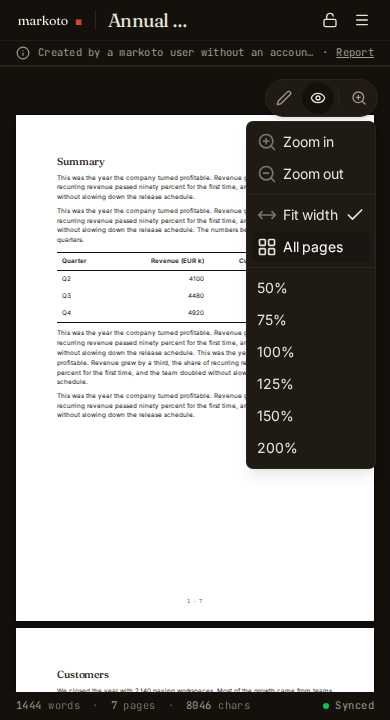 markoto
Annual ...
Created by a markoto user without an accoun… · Report
Zoom in
Zoom out
Fit width
All pages
50%
75%
100%
125%
150%
200%
Summary
This was the year the company turned profitable. Revenue
recurring revenue passed ninety percent for the first time,
without slowing down the release schedule.
This was the year the company turned profitable. Revenue
recurring revenue passed ninety percent for the first time,
without slowing down the release schedule. The numbers
quarters.
Quarter Revenue (EUR k)
Q2 4100
Q3 4480
Q4 4920
This was the year the company turned profitable. Revenue
recurring revenue passed ninety percent for the first time,
without slowing down the release schedule. This was the
profitable. Revenue grew by a third, the share of recurring
percent for the first time, and the team doubled without
schedule.
This was the year the company turned profitable. Revenue
recurring revenue passed ninety percent for the first time,
without slowing down the release schedule.
1 - 7
Customers
We closed the year with 2140 paying workspaces. Most of the growth came from teams
1444 words · 7 pages · 8046 chars
Synced